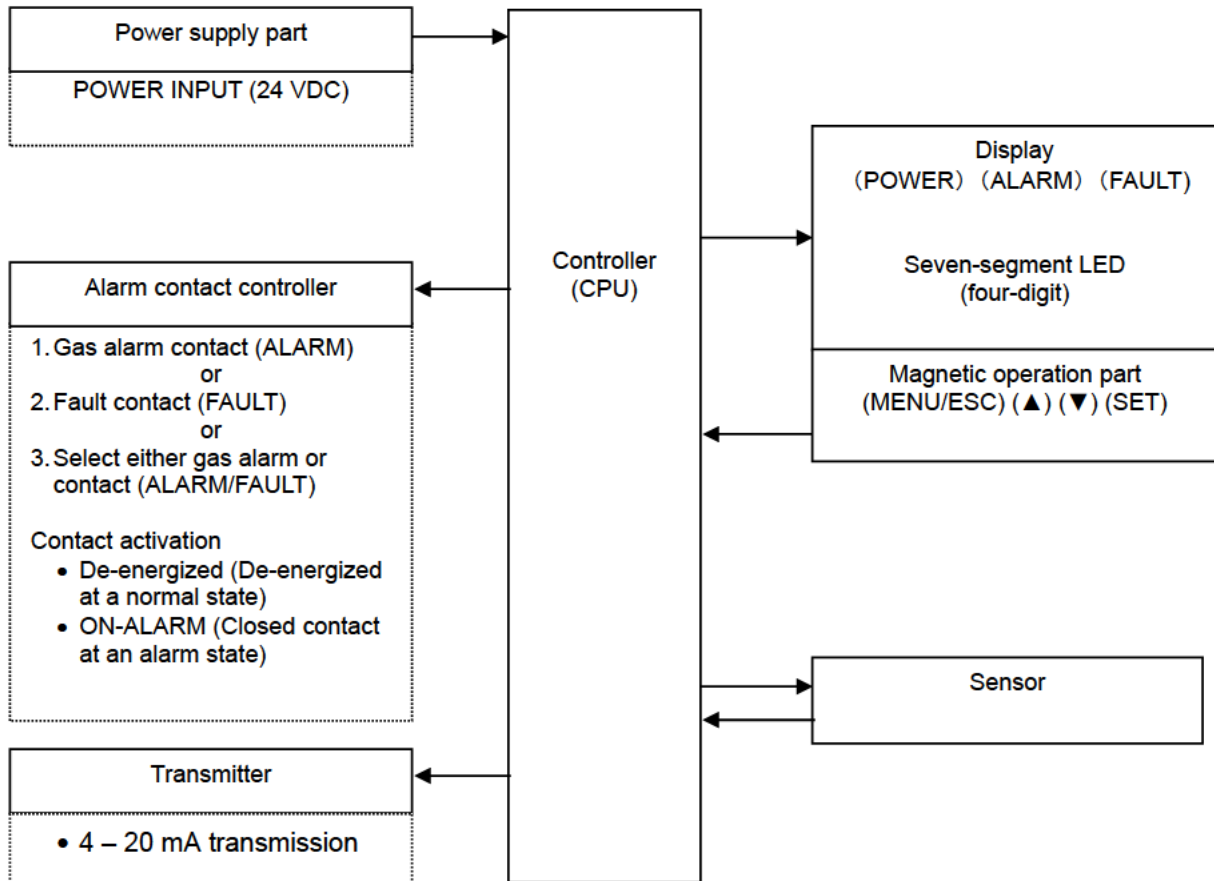 Power supply part
POWER INPUT (24 VDC)
Alarm contact controller
1. Gas alarm contact (ALARM)
or
2. Fault contact (FAULT)
or
3. Select either gas alarm or
contact (ALARM/FAULT)
Contact activation
• De-energized (De-energized
at a normal state)
• ON-ALARM (Closed contact
at an alarm state)
Transmitter
• 4 – 20 mA transmission
Controller
(CPU)
Display
（POWER）（ALARM）（FAULT)
Seven-segment LED
(four-digit)
Magnetic operation part
(MENU/ESC) (▲) (▼) (SET)
Sensor